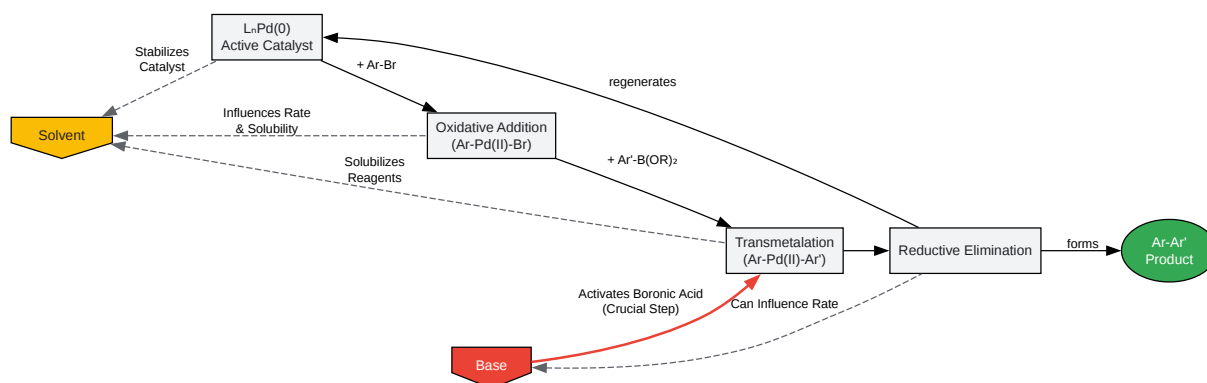 LₙPd(0)
Active Catalyst
Stabilizes
Catalyst
+ Ar-Br
regenerates
Solvent
Influences Rate
& Solubility
Oxidative Addition
(Ar-Pd(II)-Br)
Solubilizes
Reagents
+ Ar'-B(OR)₂
Transmetalation
(Ar-Pd(II)-Ar')
Reductive Elimination
forms
Ar-Ar'
Product
Activates Boronic Acid
(Crucial Step)
Can Influence Rate
Base